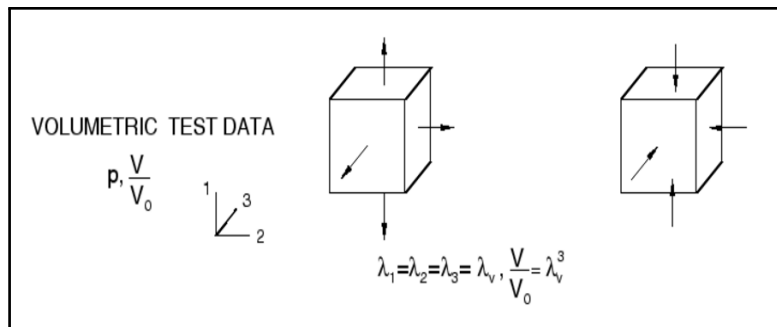 VOLUMETRIC TEST DATA
p, V/V₀
1
3
2
λ₁=λ₂=λ₃= λᵥ , V/V₀ = λᵥ³